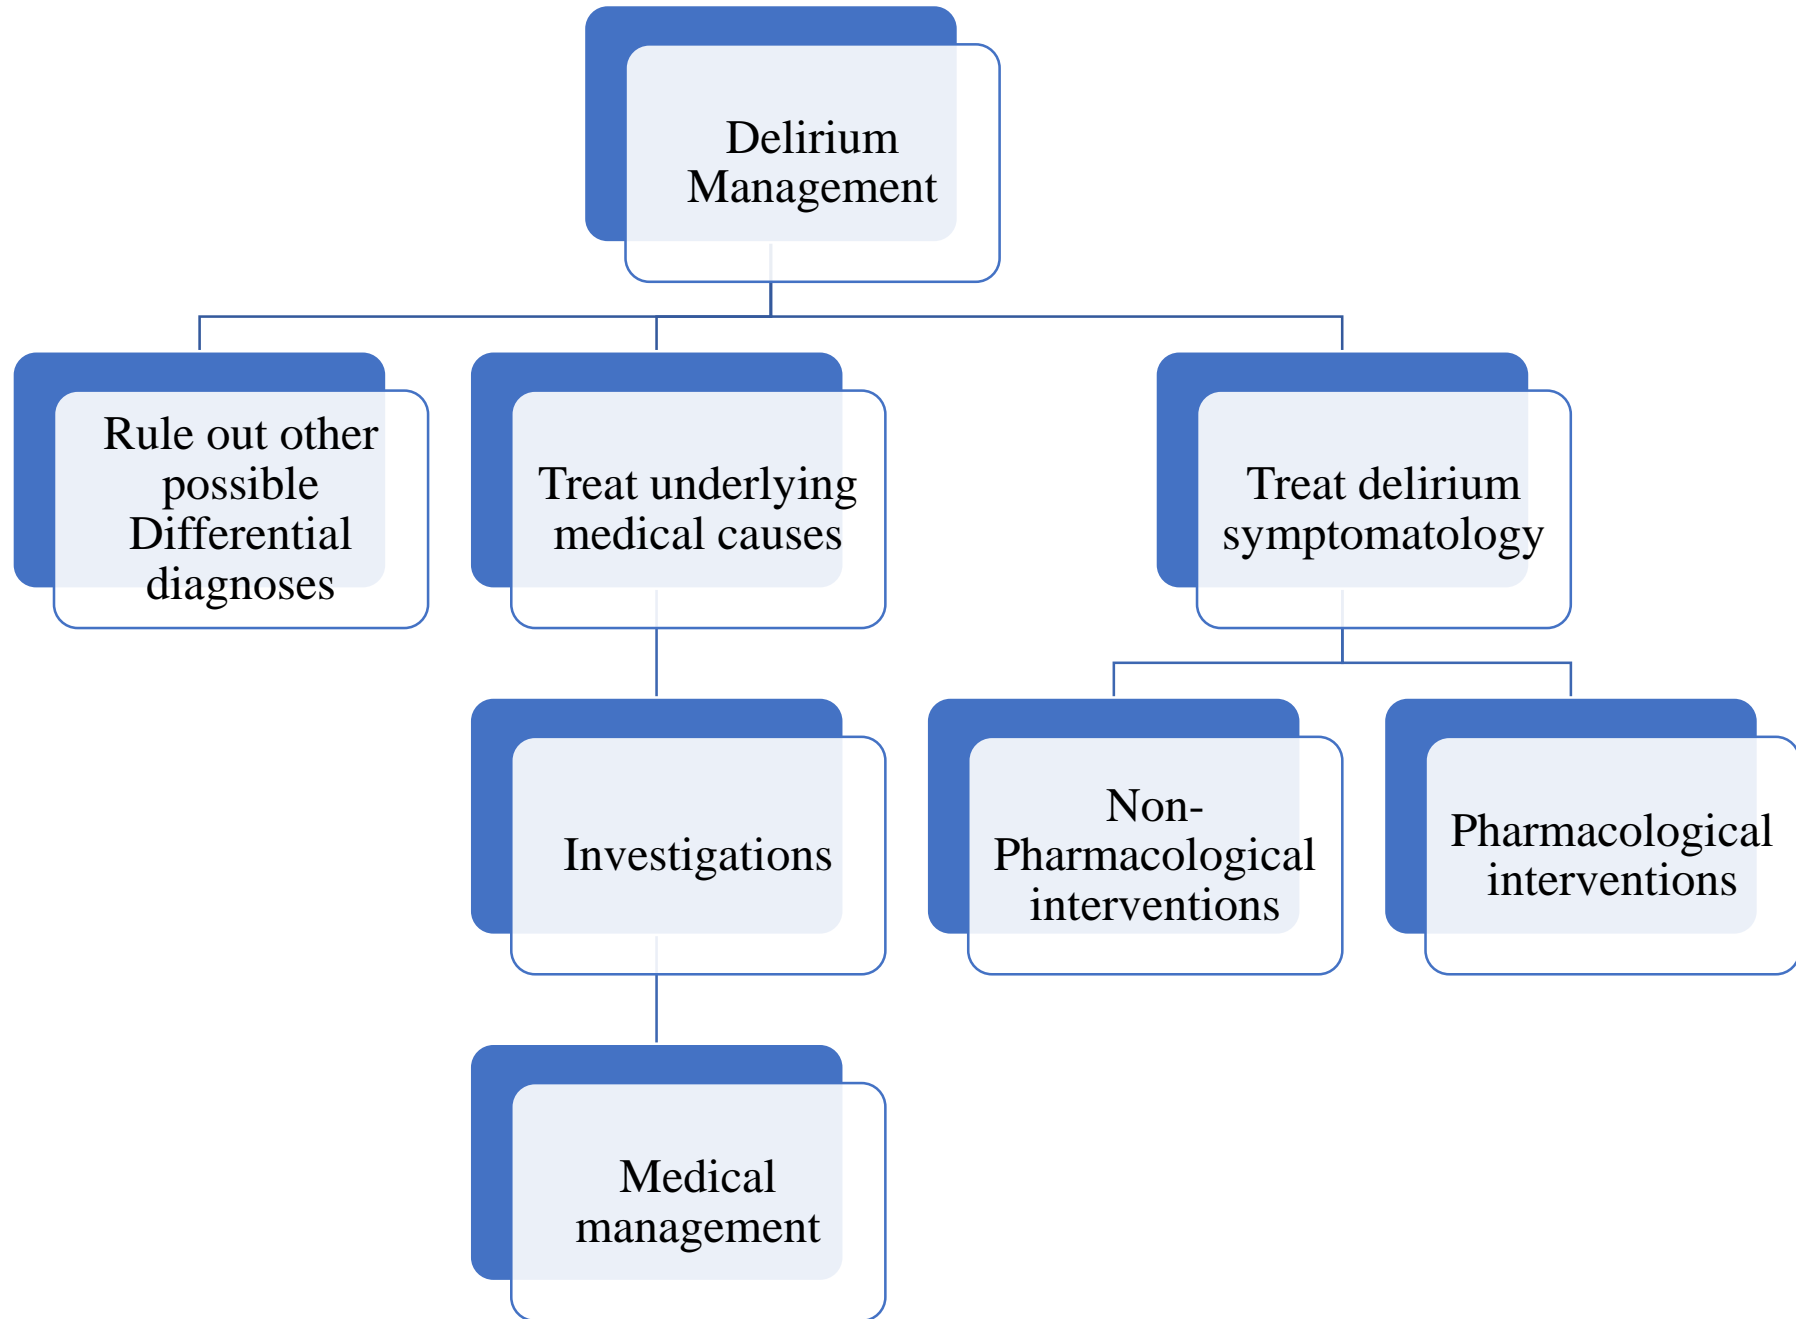 Delirium
Management
Rule out other
possible
Differential
diagnoses
Treat underlying
medical causes
Treat delirium
symptomatology
Investigations
Non-
Pharmacological
interventions
Pharmacological
interventions
Medical
management